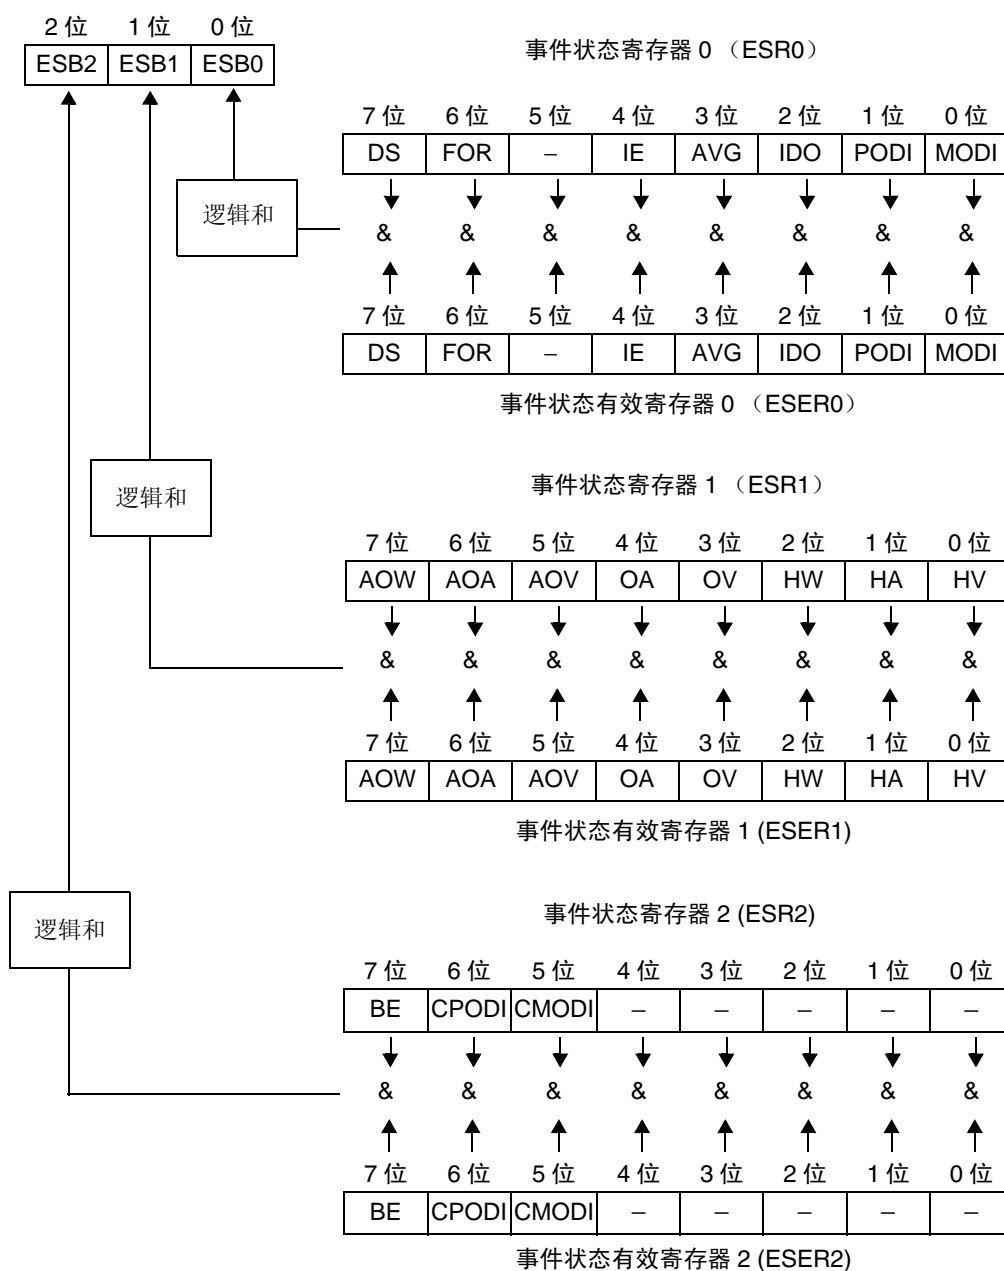 2 位 1 位 0 位
ESB2 ESB1 ESB0
事件状态寄存器 0 （ESR0）
7 位 6 位 5 位 4 位 3 位 2 位 1 位 0 位
DS FOR – IE AVG IDO PODI MODI
逻辑和
& & & & & & & &
7 位 6 位 5 位 4 位 3 位 2 位 1 位 0 位
DS FOR – IE AVG IDO PODI MODI
事件状态有效寄存器 0 （ESER0）
逻辑和
事件状态寄存器 1 （ESR1）
7 位 6 位 5 位 4 位 3 位 2 位 1 位 0 位
AOW AOA AOV OA OV HW HA HV
& & & & & & & &
7 位 6 位 5 位 4 位 3 位 2 位 1 位 0 位
AOW AOA AOV OA OV HW HA HV
事件状态有效寄存器 1 (ESER1)
逻辑和
事件状态寄存器 2 (ESR2)
7 位 6 位 5 位 4 位 3 位 2 位 1 位 0 位
BE CPODI CMODI – – – – –
& & & & & & & &
7 位 6 位 5 位 4 位 3 位 2 位 1 位 0 位
BE CPODI CMODI – – – – –
事件状态有效寄存器 2 (ESER2)